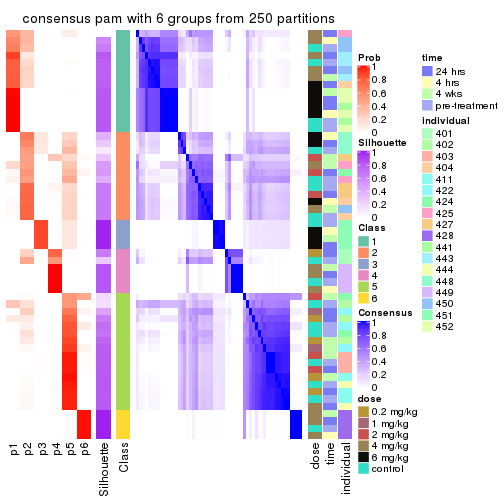 consensus pam with 6 groups from 250 partitions
p1
p2
p3
p4
p5
p6
Silhouette
Class
dose
time
individual
Prob
1
0.8
0.6
0.4
0.2
0
Silhouette
1
0.8
0.6
0.4
0.2
0
Class
1
2
3
4
5
6
Consensus
1
0.8
0.6
0.4
0.2
0
dose
0.2 mg/kg
1 mg/kg
2 mg/kg
4 mg/kg
6 mg/kg
control
time
24 hrs
4 hrs
4 wks
pre-treatment
individual
401
402
403
404
411
422
424
425
427
428
441
443
444
448
449
450
451
452